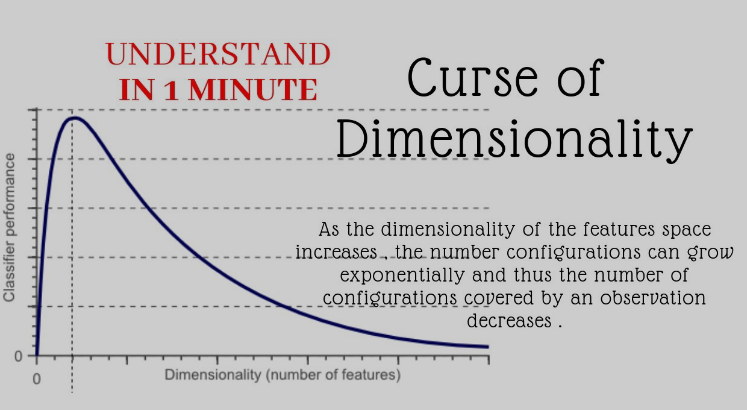 UNDERSTAND
IN 1 MINUTE
Curse of
Dimensionality
As the dimensionality of the features space
increases , the number configurations can grow
exponentially and thus the number of
configurations covered by an observation
decreases .
Classifier performance
0
0
Dimensionality (number of features)